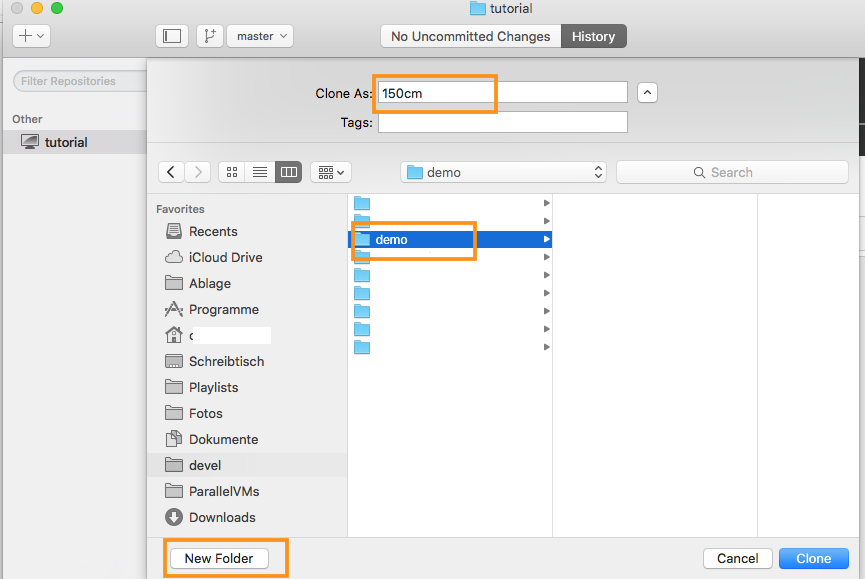 tutorial
master
No Uncommitted Changes
History
Filter Repositories
Clone As: 150cm
Tags:
Other
tutorial
demo
Search
Favorites
Recents
iCloud Drive
Ablage
Programme
Schreibtisch
Playlists
Fotos
Dokumente
devel
ParallelVMs
Downloads
demo
New Folder
Cancel
Clone